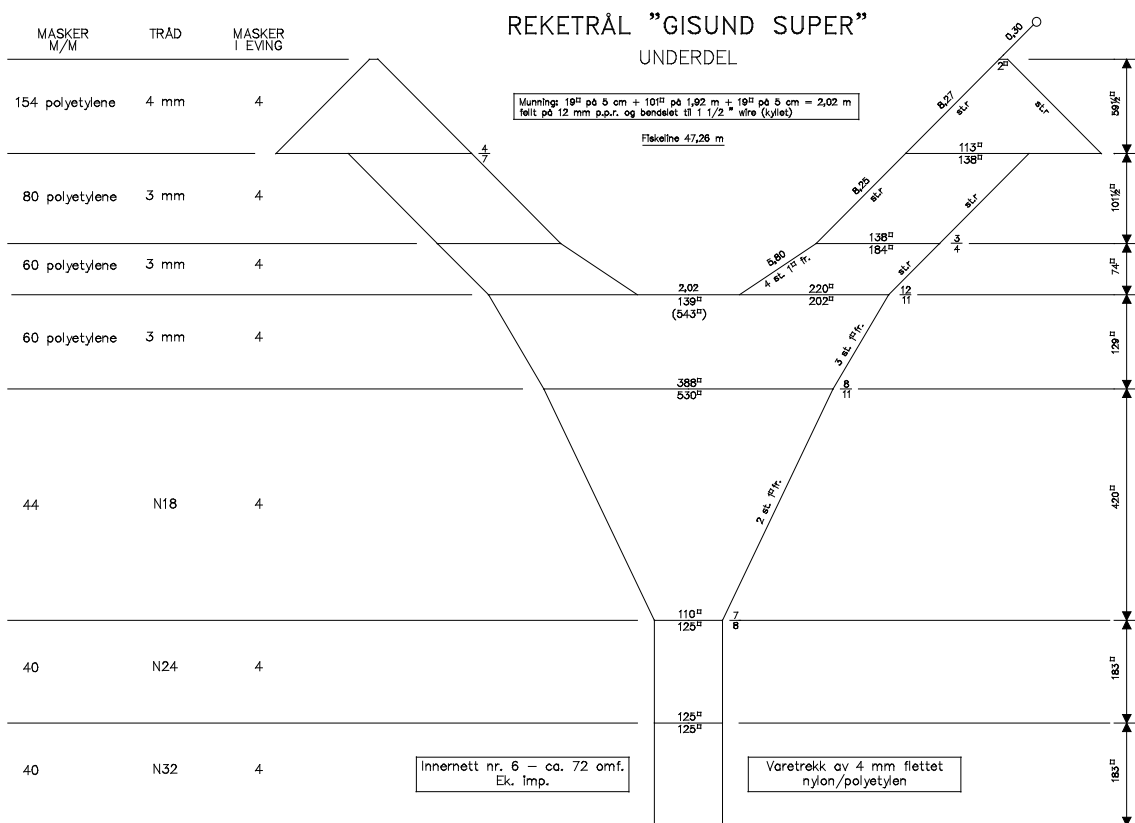 REKETRÅL "GISUND SUPER"
UNDERDEL
MASKER M/M
TRÅD
MASKER I EVING
0,30
2¤
154 polyetylene 4 mm 4
Munning: 19¤ på 5 cm + 101¤ på 1,92 m + 19¤ på 5 cm = 2,02 m
fellt på 12 mm p.p.r. og bendslet til 1 1/2 " wire (kyllet)
Fiskeline 47,26 m
8,27
str
str
59½¤
4
7
113¤
138¤
80 polyetylene 3 mm 4
8,25
str
str
101½¤
138¤
184¤
3
4
60 polyetylene 3 mm 4
5,80
4 st. 1¤ fr.
str
74¤
2,02
139¤
(543¤)
220¤
202¤
12
11
60 polyetylene 3 mm 4
3 st. 1¤fr.
129¤
388¤
530¤
8
11
44 N18 4
2 st. 1¤fr.
420¤
110¤
125¤
7
8
40 N24 4
183¤
125¤
125¤
40 N32 4
Innernett nr. 6 – ca. 72 omf.
Ek. imp.
Varetrekk av 4 mm flettet
nylon/polyetylen
183¤